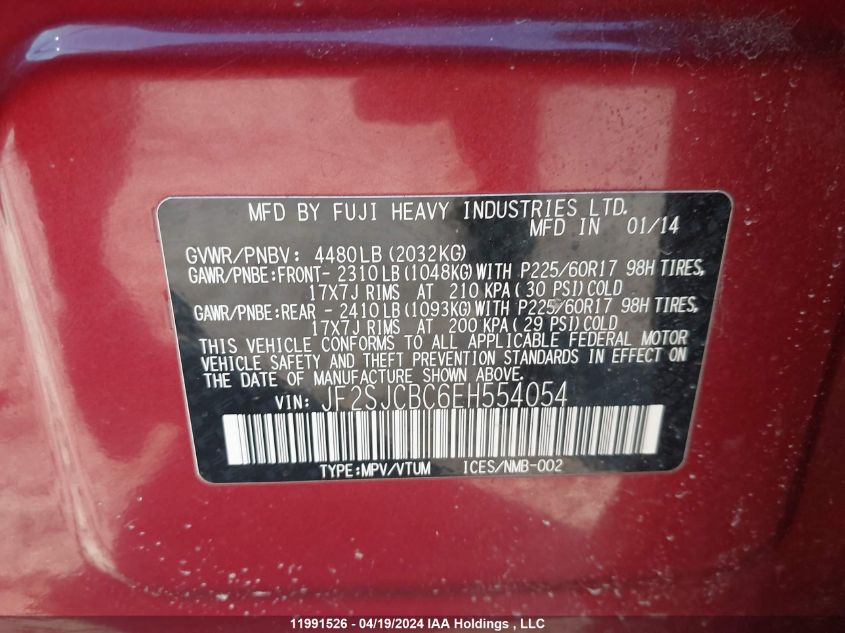 MFD BY FUJI HEAVY INDUSTRIES LTD.
MFD IN 01/14
GVWR/PNBV: 4480LB (2032KG)
GAWR/PNBE:FRONT- 2310LB (1048KG) WITH P225/60R17 98H TIRES,
17X7J RIMS AT 210 KPA ( 30 PSI) COLD
GAWR/PNBE:REAR - 2410LB (1093KG) WITH P225/60R17 98H TIRES,
17X7J RIMS AT 200 KPA ( 29 PSI) COLD
THIS VEHICLE CONFORMS TO ALL APPLICABLE FEDERAL MOTOR
VEHICLE SAFETY AND THEFT PREVENTION STANDARDS IN EFFECT ON
THE DATE OF MANUFACTURE SHOWN ABOVE.
VIN: JF2SJCBC6EH554054
TYPE:MPV/VTUM ICES/NMB-002
11991526 - 04/19/2024 IAA Holdings , LLC